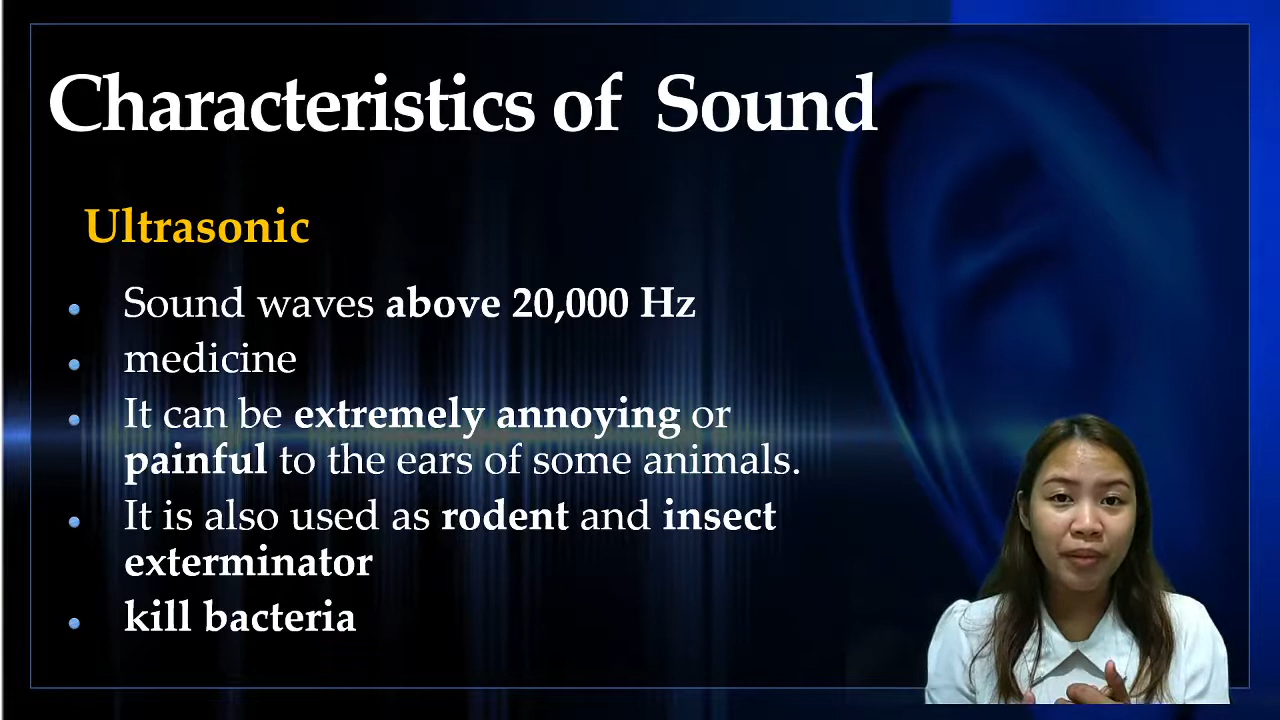 Characteristics of Sound
Ultrasonic
Sound waves above 20,000 Hz
medicine
It can be extremely annoying or
painful to the ears of some animals.
It is also used as rodent and insect
exterminator
kill bacteria